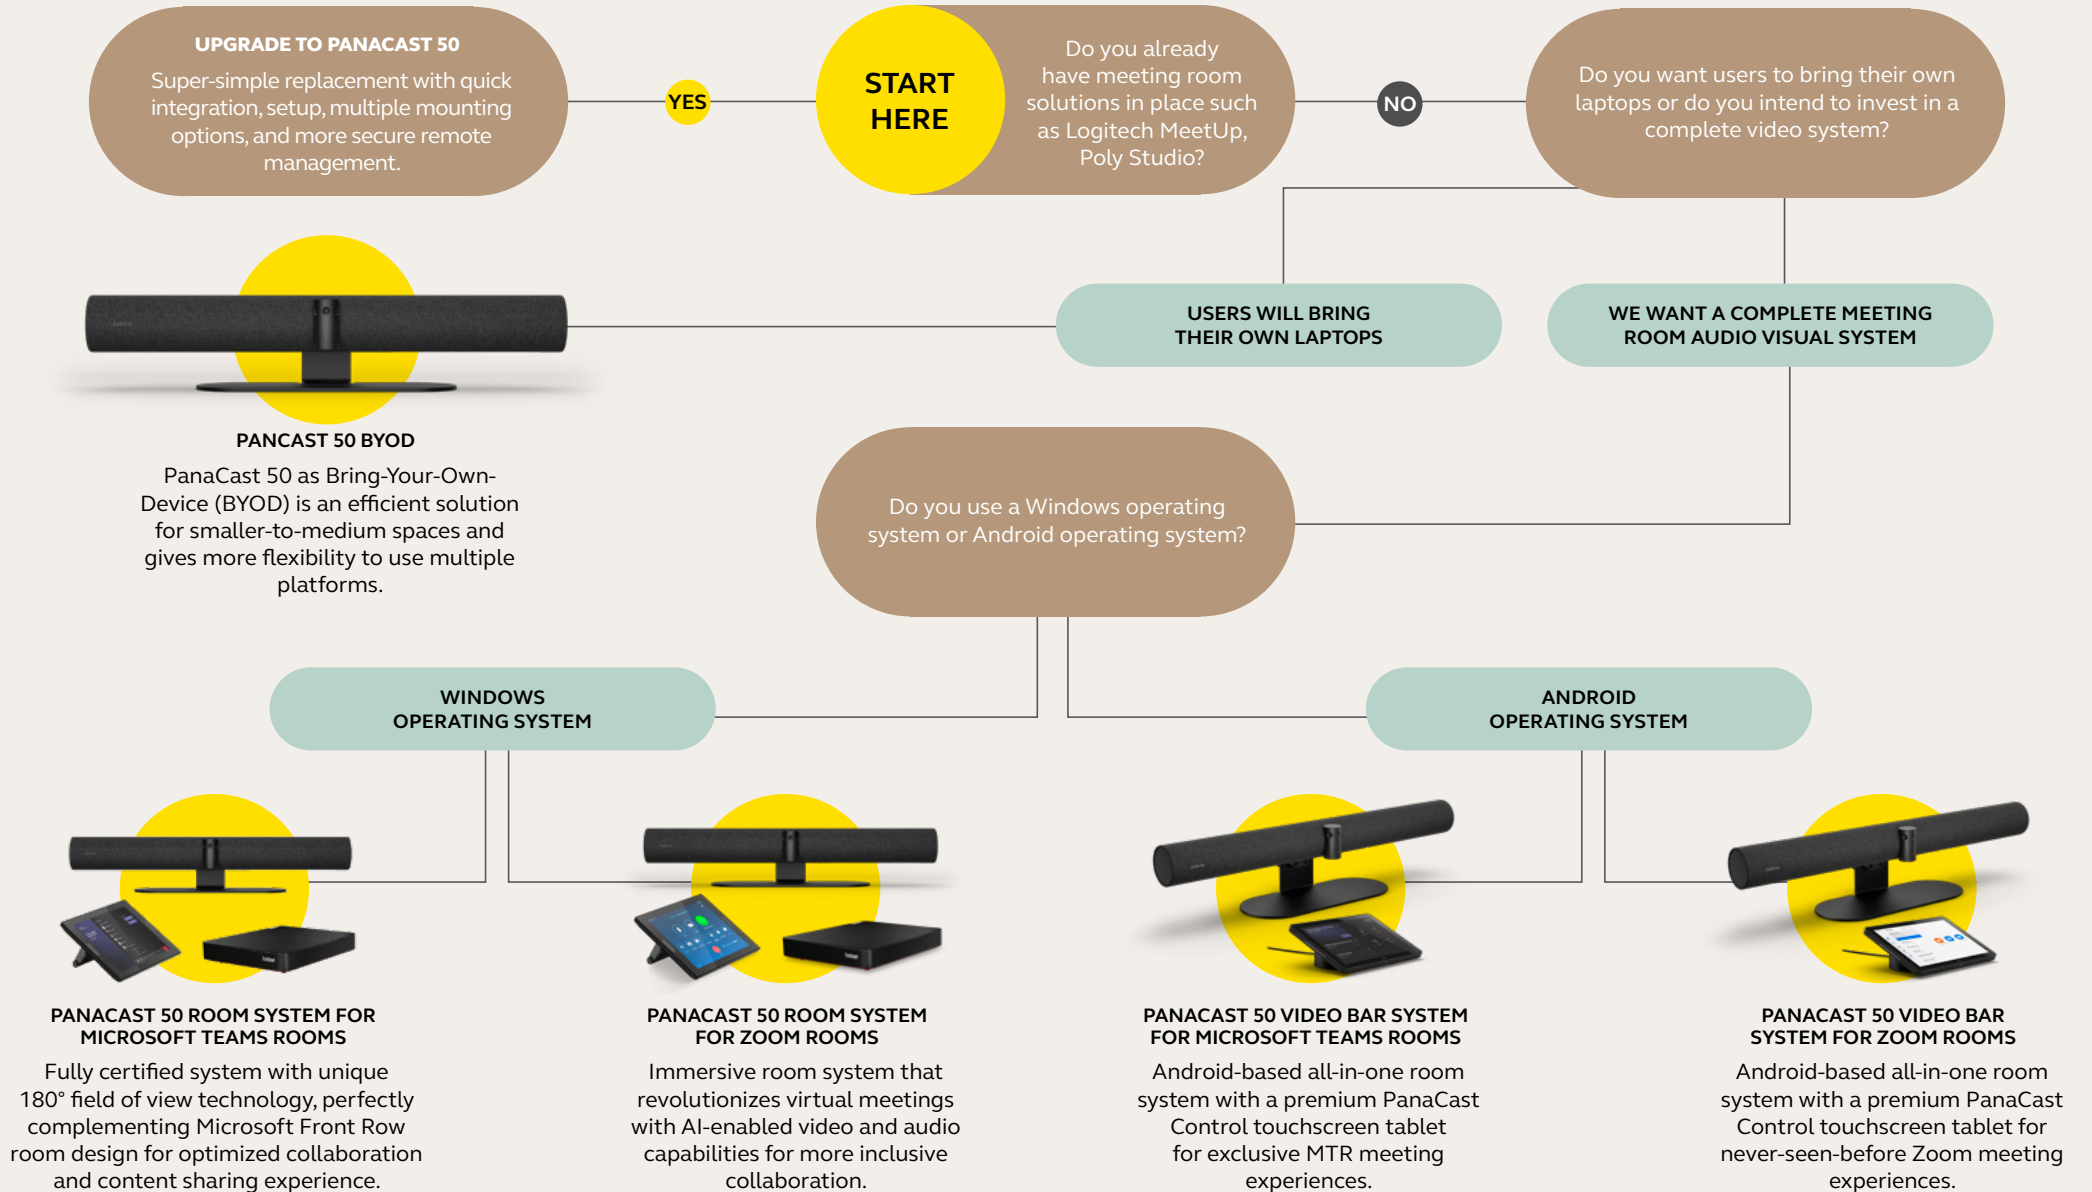 UPGRADE TO PANACAST 50
Super-simple replacement with quick
integration, setup, multiple mounting
options, and more secure remote
management.
YES
START
HERE
Do you already
have meeting room
solutions in place such
as Logitech MeetUp,
Poly Studio?
NO
Do you want users to bring their own
laptops or do you intend to invest in a
complete video system?
USERS WILL BRING
THEIR OWN LAPTOPS
WE WANT A COMPLETE MEETING
ROOM AUDIO VISUAL SYSTEM
PANCAST 50 BYOD
PanaCast 50 as Bring-Your-Own-
Device (BYOD) is an efficient solution
for smaller-to-medium spaces and
gives more flexibility to use multiple
platforms.
Do you use a Windows operating
system or Android operating system?
WINDOWS
OPERATING SYSTEM
ANDROID
OPERATING SYSTEM
PANACAST 50 ROOM SYSTEM FOR
MICROSOFT TEAMS ROOMS
Fully certified system with unique
180° field of view technology, perfectly
complementing Microsoft Front Row
room design for optimized collaboration
and content sharing experience.
PANACAST 50 ROOM SYSTEM
FOR ZOOM ROOMS
Immersive room system that
revolutionizes virtual meetings
with AI-enabled video and audio
capabilities for more inclusive
collaboration.
PANACAST 50 VIDEO BAR SYSTEM
FOR MICROSOFT TEAMS ROOMS
Android-based all-in-one room
system with a premium PanaCast
Control touchscreen tablet
for exclusive MTR meeting
experiences.
PANACAST 50 VIDEO BAR
SYSTEM FOR ZOOM ROOMS
Android-based all-in-one room
system with a premium PanaCast
Control touchscreen tablet for
never-seen-before Zoom meeting
experiences.